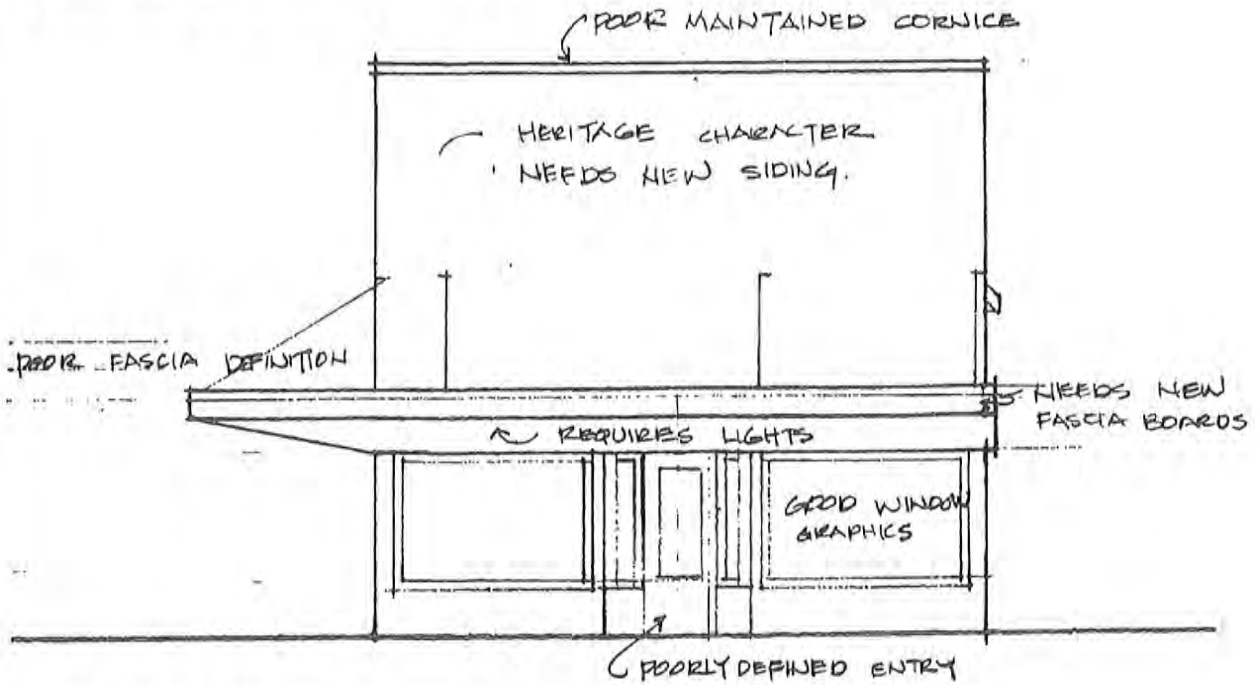 POOR MAINTAINED CORNICE
HERITAGE CHARACTER
NEEDS NEW SIDING.
POOR FASCIA DEFINITION
NEEDS NEW
FASCIA BOARDS
REQUIRES LIGHTS
GOOD WINDOW
GRAPHICS
POORLY DEFINED ENTRY